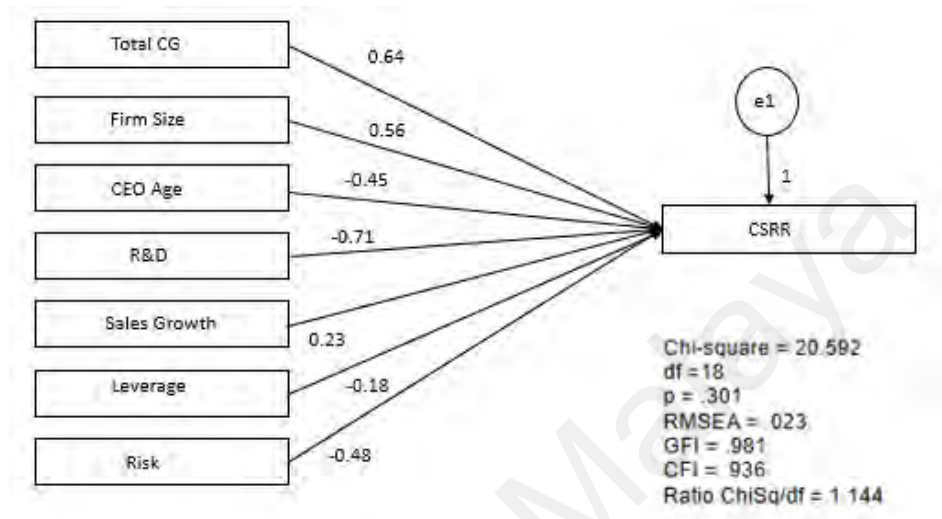 Total CG
0.64
Firm Size
0.56
CEO Age
-0.45
R&D
-0.71
Sales Growth
0.23
Leverage
-0.18
Risk
-0.48
e1
1
CSRR
Chi-square = 20.592
df =18
p = .301
RMSEA = .023
GFI = .981
CFI = .936
Ratio ChiSq/df = 1.144
Malaya